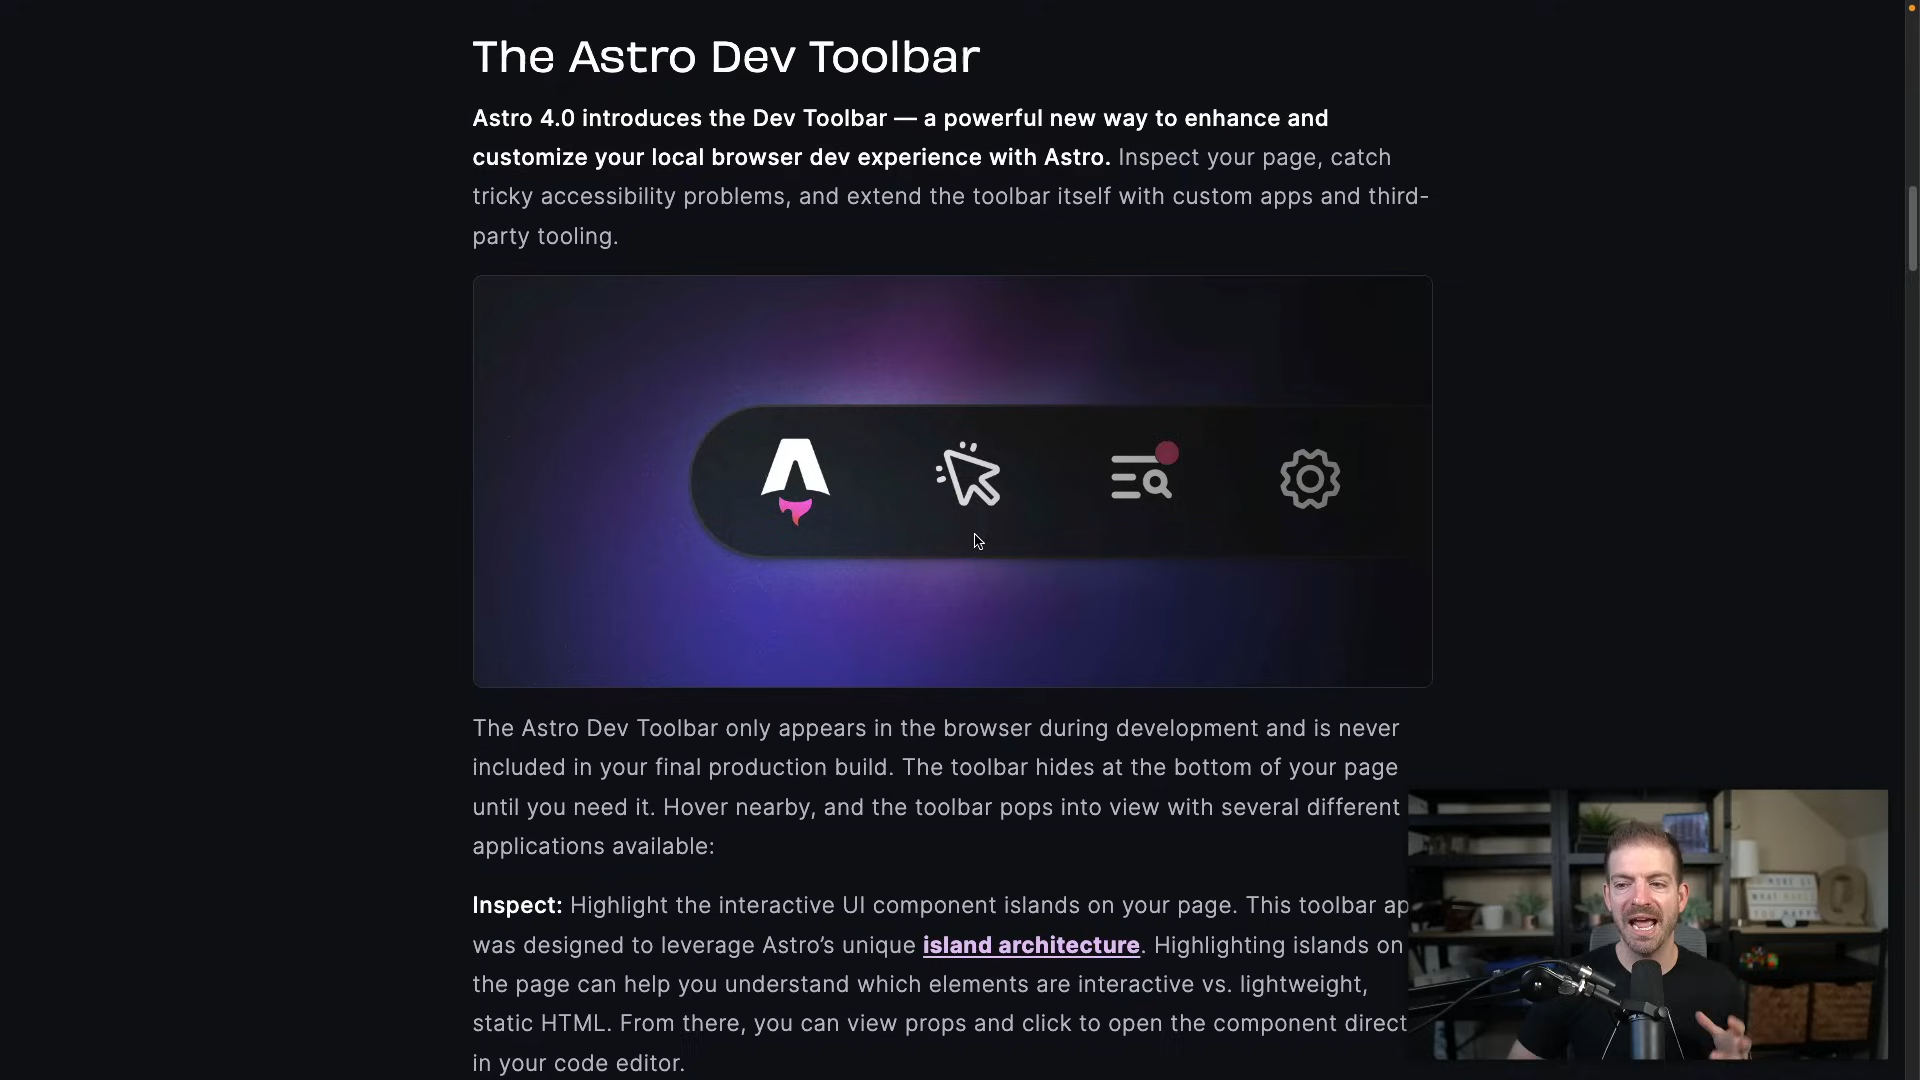 The Astro Dev Toolbar
Astro 4.0 introduces the Dev Toolbar — a powerful new way to enhance and
customize your local browser dev experience with Astro. Inspect your page, catch
tricky accessibility problems, and extend the toolbar itself with custom apps and third-
party tooling.
The Astro Dev Toolbar only appears in the browser during development and is never
included in your final production build. The toolbar hides at the bottom of your page
until you need it. Hover nearby, and the toolbar pops into view with several different
applications available:
Inspect: Highlight the interactive UI component islands on your page. This toolbar ap
was designed to leverage Astro’s unique island architecture. Highlighting islands on
the page can help you understand which elements are interactive vs. lightweight,
static HTML. From there, you can view props and click to open the component direct
in your code editor.